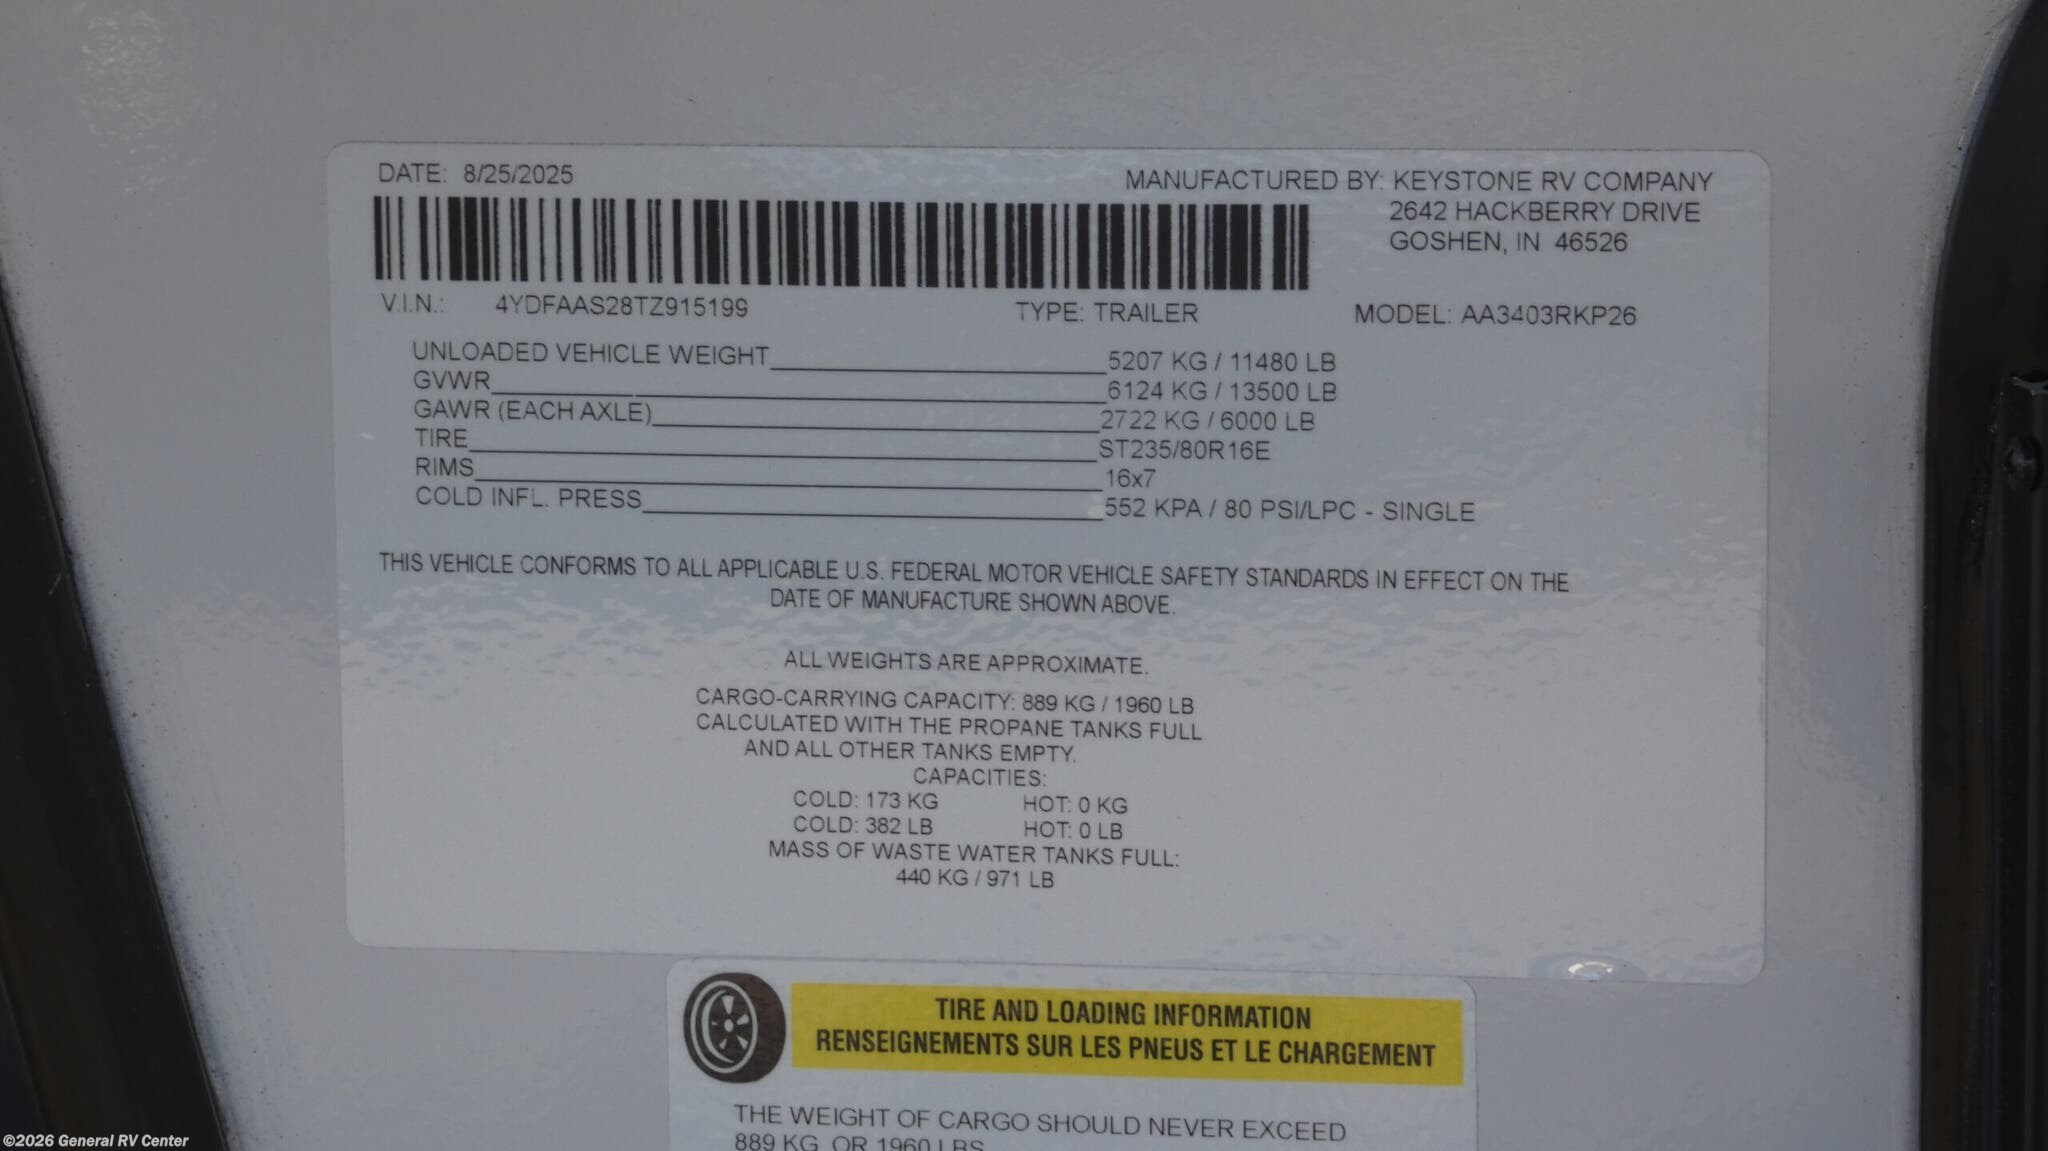 DATE: 8/25/2025
MANUFACTURED BY: KEYSTONE RV COMPANY
2642 HACKBERRY DRIVE
GOSHEN, IN 46526
V.I.N.: 4YDFAAS28TZ915199 TYPE: TRAILER MODEL: AA3403RKP26
UNLOADED VEHICLE WEIGHT 5207 KG / 11480 LB
GVWR 6124 KG / 13500 LB
GAWR (EACH AXLE) 2722 KG / 6000 LB
TIRE ST235/80R16E
RIMS 16x7
COLD INFL. PRESS 552 KPA / 80 PSI/LPC - SINGLE
THIS VEHICLE CONFORMS TO ALL APPLICABLE U.S. FEDERAL MOTOR VEHICLE SAFETY STANDARDS IN EFFECT ON THE
DATE OF MANUFACTURE SHOWN ABOVE.
ALL WEIGHTS ARE APPROXIMATE.
CARGO-CARRYING CAPACITY: 889 KG / 1960 LB
CALCULATED WITH THE PROPANE TANKS FULL
AND ALL OTHER TANKS EMPTY.
CAPACITIES:
COLD: 173 KG HOT: 0 KG
COLD: 382 LB HOT: 0 LB
MASS OF WASTE WATER TANKS FULL:
440 KG / 971 LB
TIRE AND LOADING INFORMATION
RENSEIGNEMENTS SUR LES PNEUS ET LE CHARGEMENT
THE WEIGHT OF CARGO SHOULD NEVER EXCEED
889 KG OR 1960 LBS
©2026 General RV Center